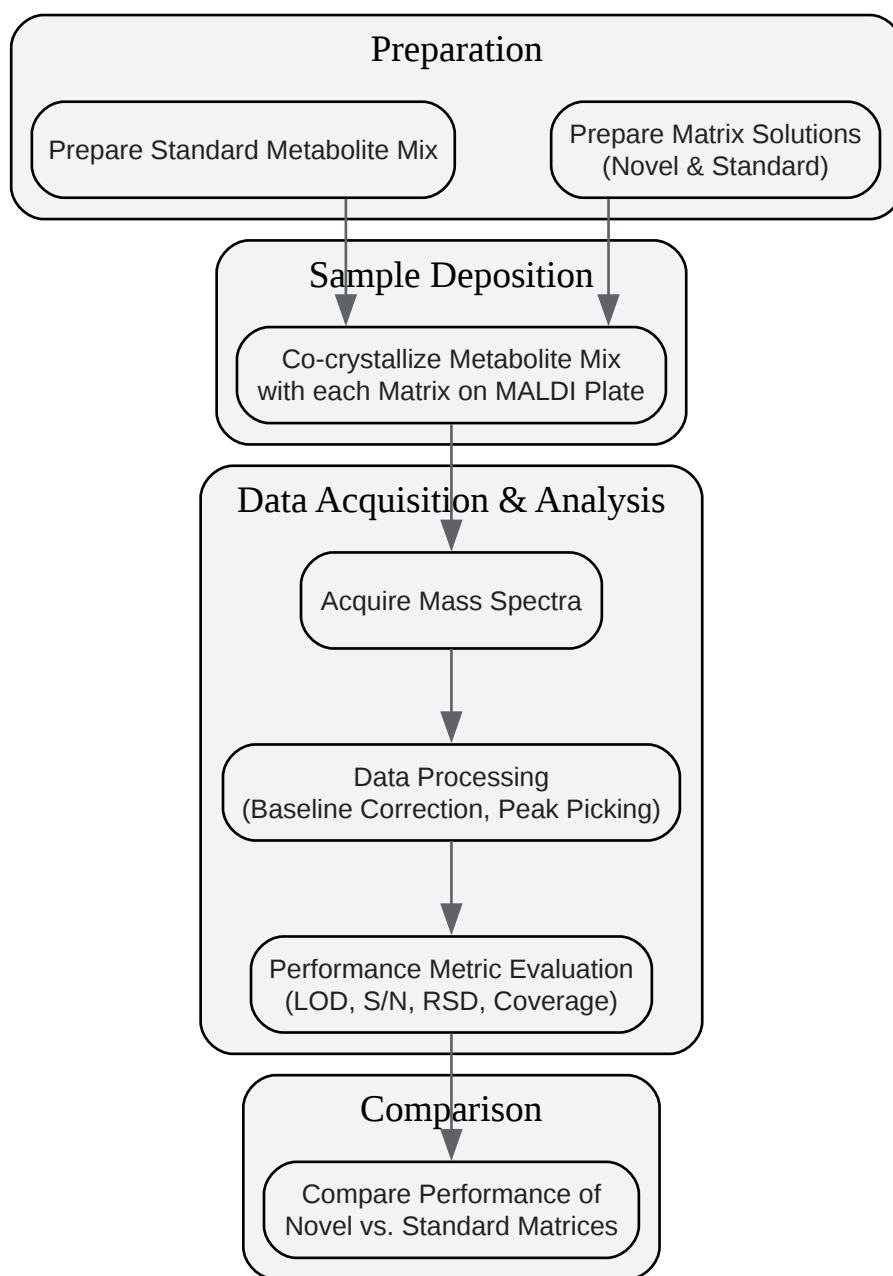 Preparation
Prepare Standard Metabolite Mix
Prepare Matrix Solutions
(Novel & Standard)
Sample Deposition
Co-crystallize Metabolite Mix
with each Matrix on MALDI Plate
Data Acquisition & Analysis
Acquire Mass Spectra
Data Processing
(Baseline Correction, Peak Picking)
Performance Metric Evaluation
(LOD, S/N, RSD, Coverage)
Comparison
Compare Performance of
Novel vs. Standard Matrices